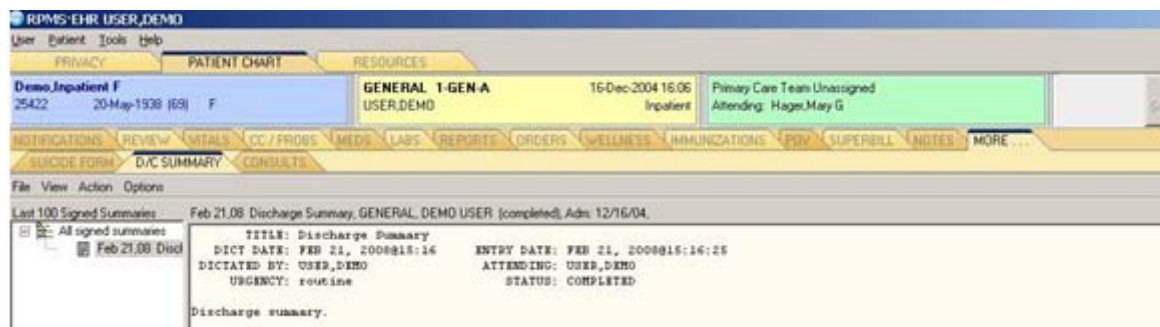 RPMS-EHR USER,DEMO
User Patient Tools Help
PRIVACY PATIENT CHART RESOURCES
Demo,Inpatient F GENERAL 1-GEN-A 16-Dec-2004 16:06 Primary Care Team Unassigned
25422 20-May-1938 (69) F USER,DEMO Inpatient Attending: Hager,Mary G
NOTIFICATIONS REVIEW VITALS CC / PROBS MEDS LABS REPORTS ORDERS WELLNESS IMMUNIZATIONS POV SUPERBILL NOTES MORE ...
SUICIDE FORM D/C SUMMARY CONSULTS
File View Action Options
Last 100 Signed Summaries Feb 21,08 Discharge Summary, GENERAL, DEMO USER (completed), Adm: 12/16/04,
All signed summaries
Feb 21,08 Discl
TITLE: Discharge Summary
DICT DATE: FEB 21, 2008@15:16 ENTRY DATE: FEB 21, 2008@15:16:25
DICTATED BY: USER,DEMO ATTENDING: USER,DEMO
URGENCY: routine STATUS: COMPLETED
Discharge summary.